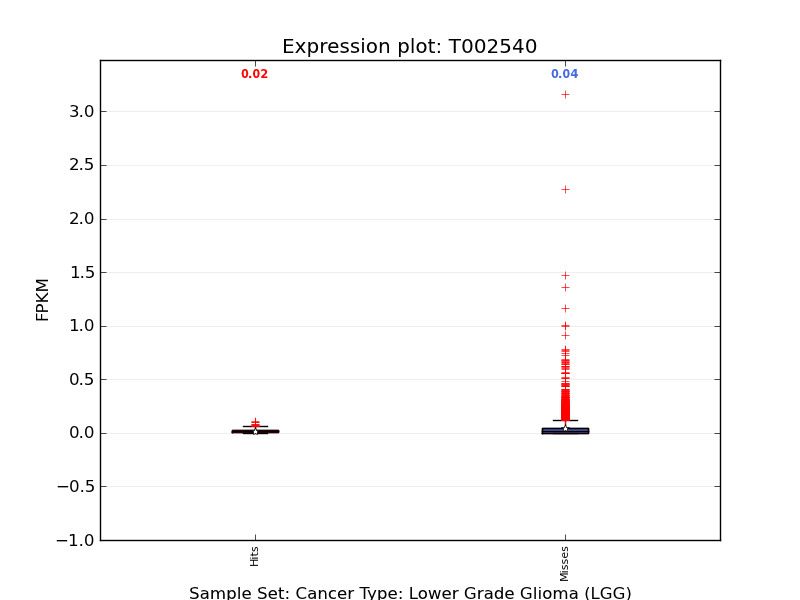 Expression plot: T002540
0.02
0.04
3.0
2.5
2.0
1.5
1.0
0.5
0.0
−0.5
−1.0
FPKM
Hits
Misses
Sample Set: Cancer Type: Lower Grade Glioma (LGG)